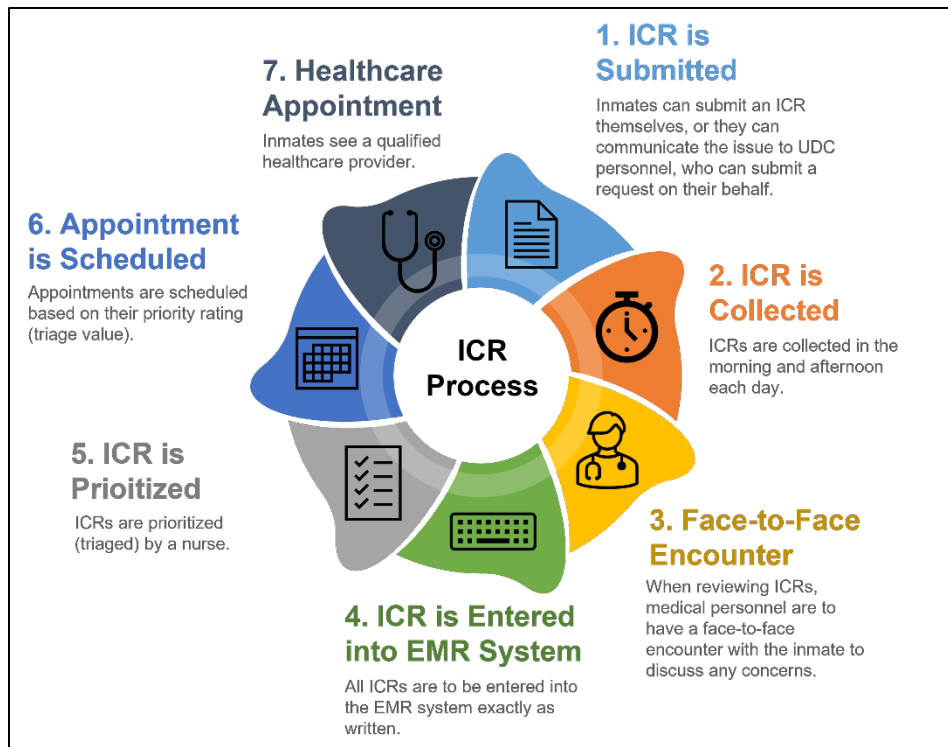 1. ICR is
Submitted
Inmates can submit an ICR
themselves, or they can
communicate the issue to UDC
personnel, who can submit a
request on their behalf.
2. ICR is
Collected
ICRs are collected in the
morning and afternoon
each day.
3. Face-to-Face
Encounter
When reviewing ICRs,
medical personnel are to
have a face-to-face
encounter with the inmate to
discuss any concerns.
4. ICR is Entered
into EMR System
All ICRs are to be entered into
the EMR system exactly as
written.
5. ICR is
Prioitized
ICRs are prioritized
(triaged) by a nurse.
6. Appointment
is Scheduled
Appointments are scheduled
based on their priority rating
(triage value).
7. Healthcare
Appointment
Inmates see a qualified
healthcare provider.
ICR
Process